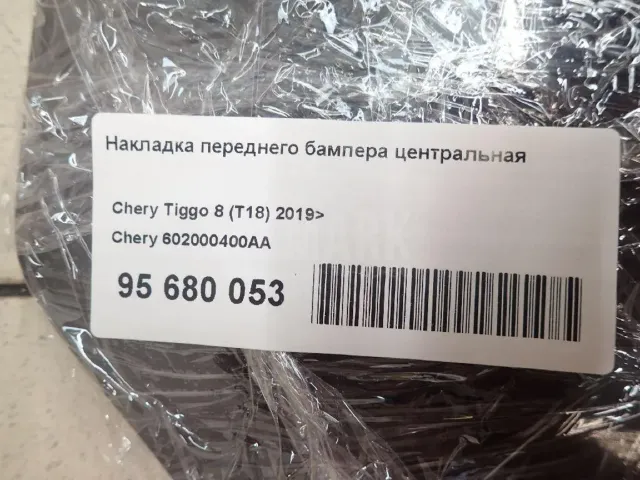 Накладка переднего бампера центральная
Chery Tiggo 8 (T18) 2019>
Chery 602000400AA
95 680 053